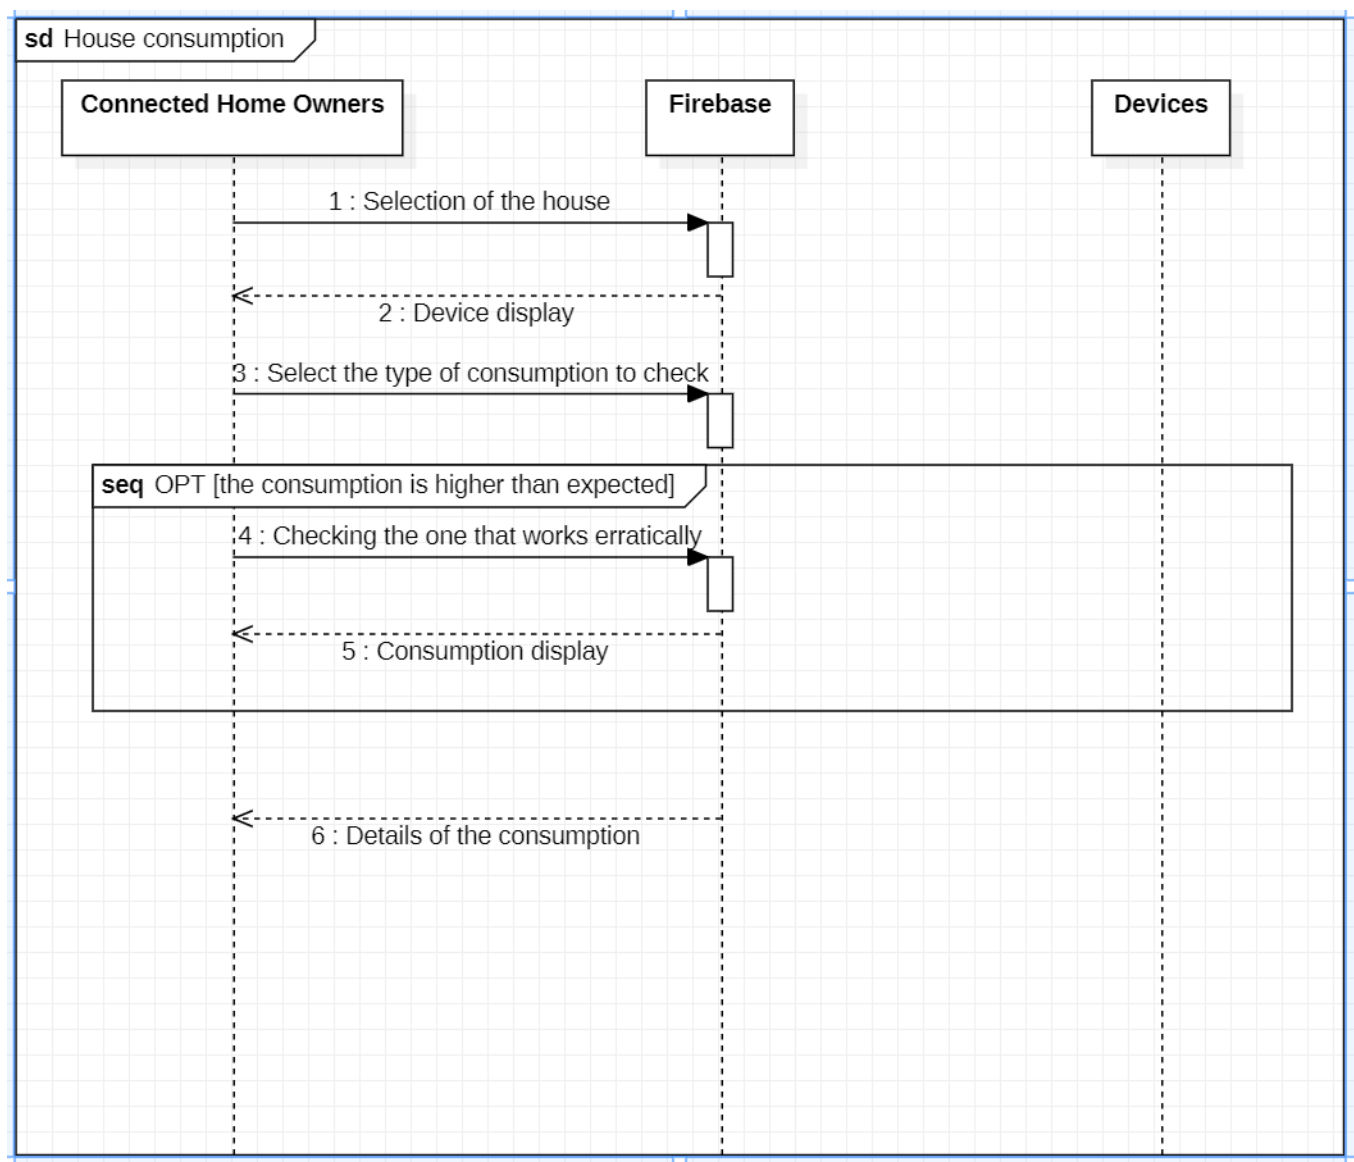 sd House consumption
Connected Home Owners
Firebase
Devices
1 : Selection of the house
2 : Device display
3 : Select the type of consumption to check
seq OPT [the consumption is higher than expected]
4 : Checking the one that works erratically
5 : Consumption display
6 : Details of the consumption